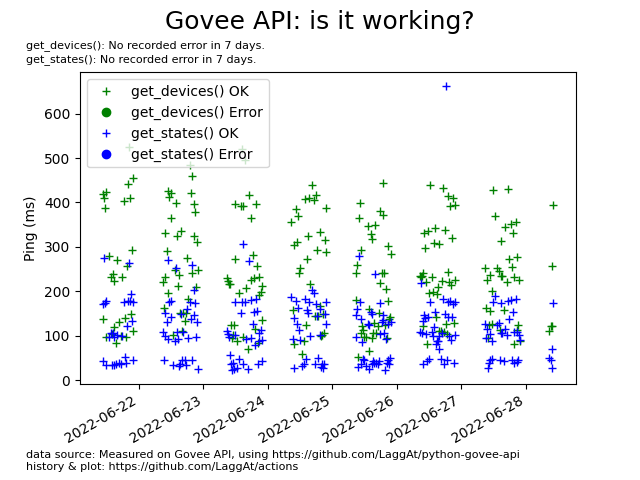 Govee API: is it working?
get_devices(): No recorded error in 7 days.
get_states(): No recorded error in 7 days.
get_devices() OK
get_devices() Error
get_states() OK
get_states() Error
Ping (ms)
600
500
400
300
200
100
0
2022-06-22
2022-06-23
2022-06-24
2022-06-25
2022-06-26
2022-06-27
2022-06-28
data source: Measured on Govee API, using https://github.com/LaggAt/python-govee-api
history & plot: https://github.com/LaggAt/actions